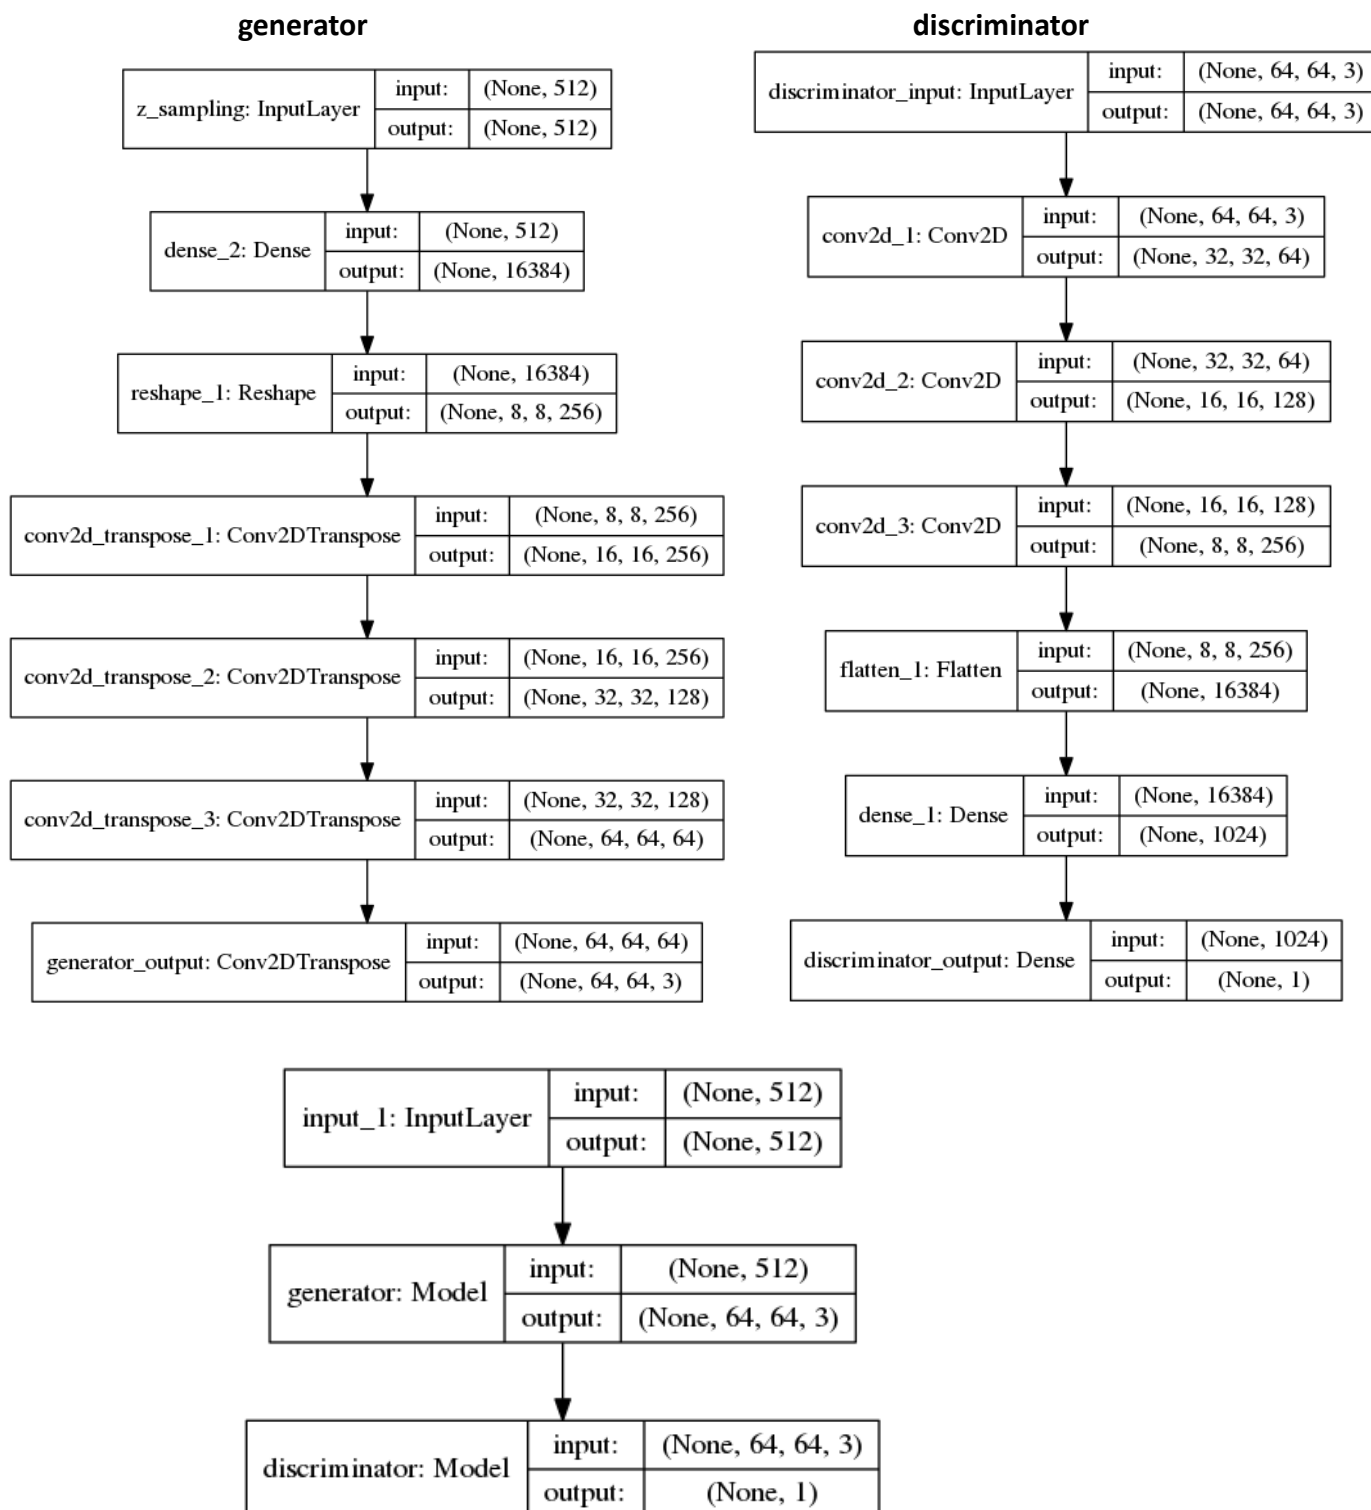 generator
z_sampling: InputLayer
input: (None, 512)
output: (None, 512)
dense_2: Dense
input: (None, 512)
output: (None, 16384)
reshape_1: Reshape
input: (None, 16384)
output: (None, 8, 8, 256)
conv2d_transpose_1: Conv2DTranspose
input: (None, 8, 8, 256)
output: (None, 16, 16, 256)
conv2d_transpose_2: Conv2DTranspose
input: (None, 16, 16, 256)
output: (None, 32, 32, 128)
conv2d_transpose_3: Conv2DTranspose
input: (None, 32, 32, 128)
output: (None, 64, 64, 64)
generator_output: Conv2DTranspose
input: (None, 64, 64, 64)
output: (None, 64, 64, 3)
discriminator
discriminator_input: InputLayer
input: (None, 64, 64, 3)
output: (None, 64, 64, 3)
conv2d_1: Conv2D
input: (None, 64, 64, 3)
output: (None, 32, 32, 64)
conv2d_2: Conv2D
input: (None, 32, 32, 64)
output: (None, 16, 16, 128)
conv2d_3: Conv2D
input: (None, 16, 16, 128)
output: (None, 8, 8, 256)
flatten_1: Flatten
input: (None, 8, 8, 256)
output: (None, 16384)
dense_1: Dense
input: (None, 16384)
output: (None, 1024)
discriminator_output: Dense
input: (None, 1024)
output: (None, 1)
input_1: InputLayer
input: (None, 512)
output: (None, 512)
generator: Model
input: (None, 512)
output: (None, 64, 64, 3)
discriminator: Model
input: (None, 64, 64, 3)
output: (None, 1)